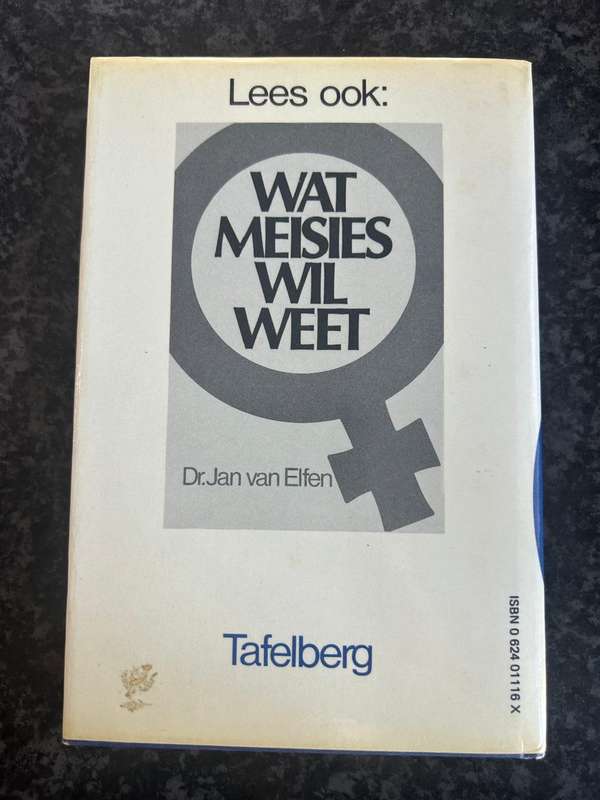 Lees ook:
WAT
MEISIES
WIL
WEET
Dr.Jan van Elfen
Tafelberg
ISBN 0 624 01116 X